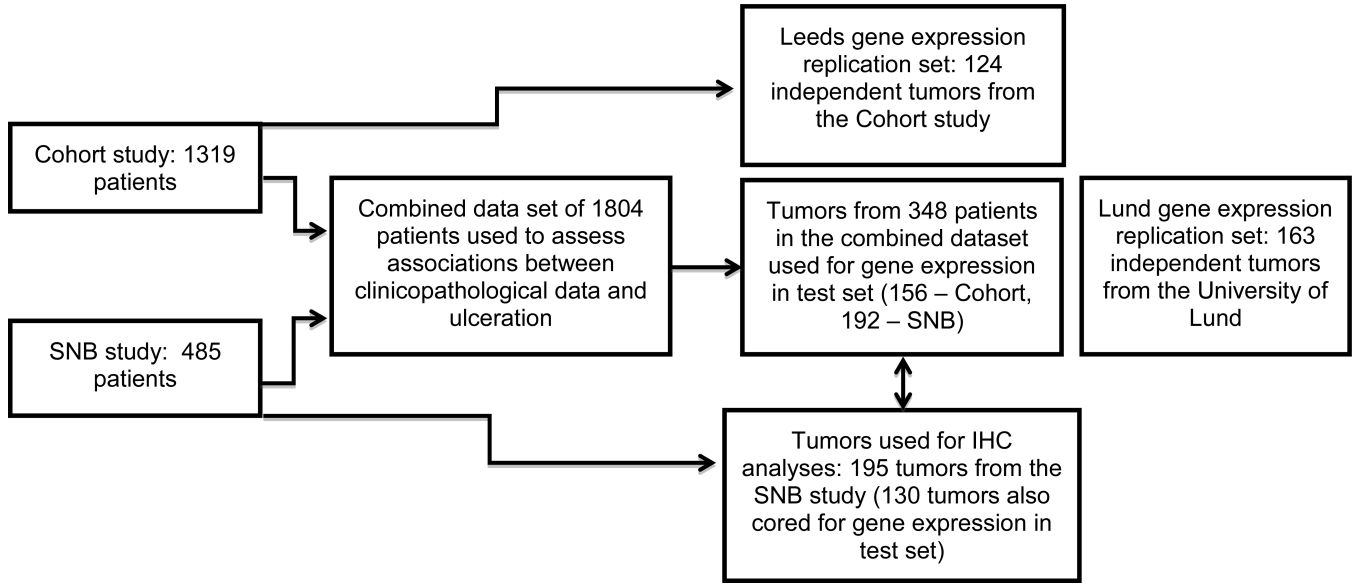 Cohort study: 1319
patients
SNB study:  485
patients
Combined data set of 1804
patients used to assess
associations between
clinicopathological data and
ulceration
Leeds gene expression
replication set: 124
independent tumors from
the Cohort study
Tumors from 348 patients
in the combined dataset
used for gene expression
in test set (156 – Cohort,
192 – SNB)
Lund gene expression
replication set: 163
independent tumors
from the University of
Lund
Tumors used for IHC
analyses: 195 tumors from the
SNB study (130 tumors also
cored for gene expression in
test set)